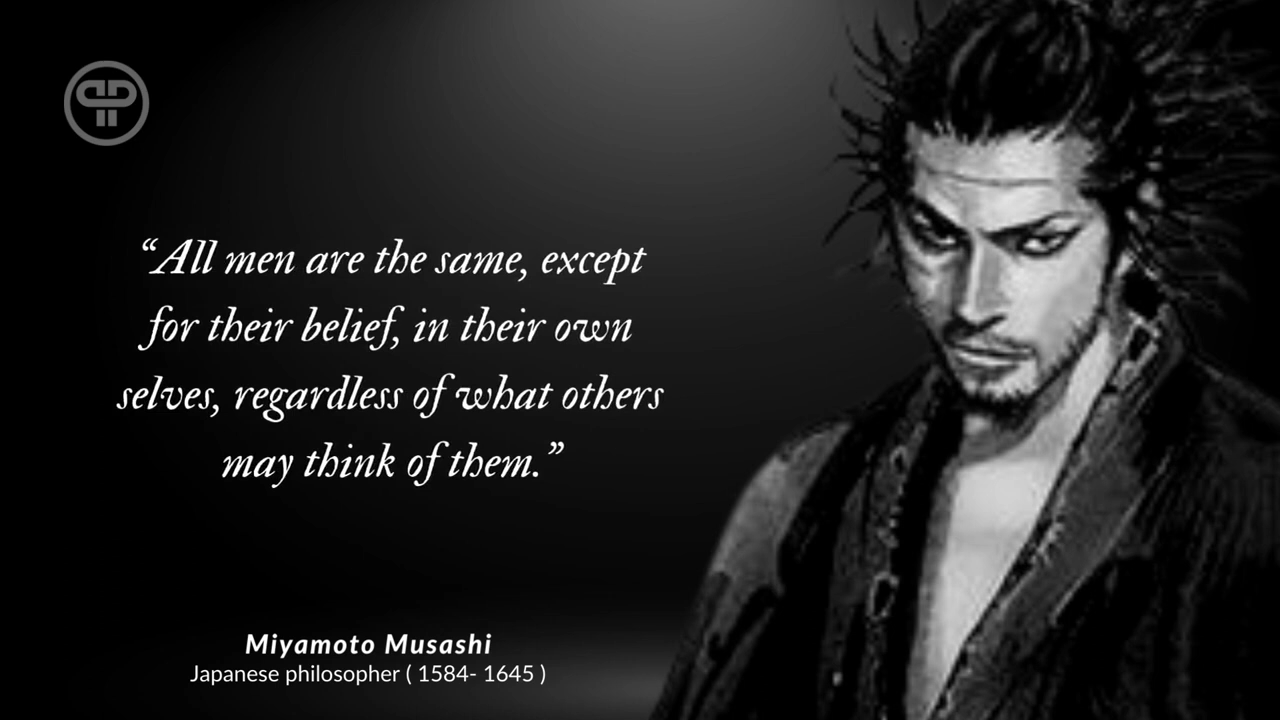 “All men are the same, except
for their belief, in their own
selves, regardless of what others
may think of them.”
Miyamoto Musashi
Japanese philosopher ( 1584- 1645 )